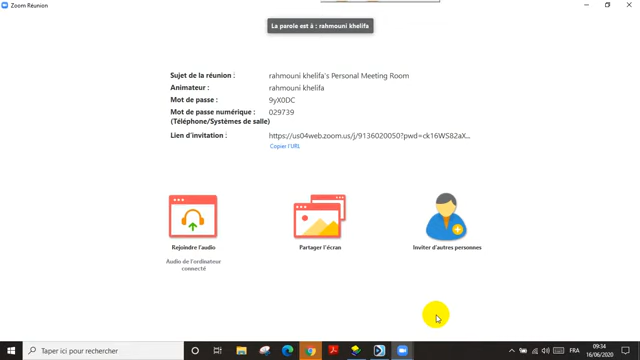 Zoom Réunion
La parole est à : rahmouni khelifa
Sujet de la réunion : rahmouni khelifa's Personal Meeting Room
Animateur : rahmouni khelifa
Mot de passe : 9yX0DC
Mot de passe numérique : 029739
(Téléphone/Systèmes de salle)
Lien d'invitation : https://us04web.zoom.us/j/9136020050?pwd=ck16WS82aX...
Copier l'URL
Rejoindre l'audio
Partager l'écran
Inviter d'autres personnes
Audio de l'ordinateur
connecté
Taper ici pour rechercher
FRA
09:34
16/06/2020